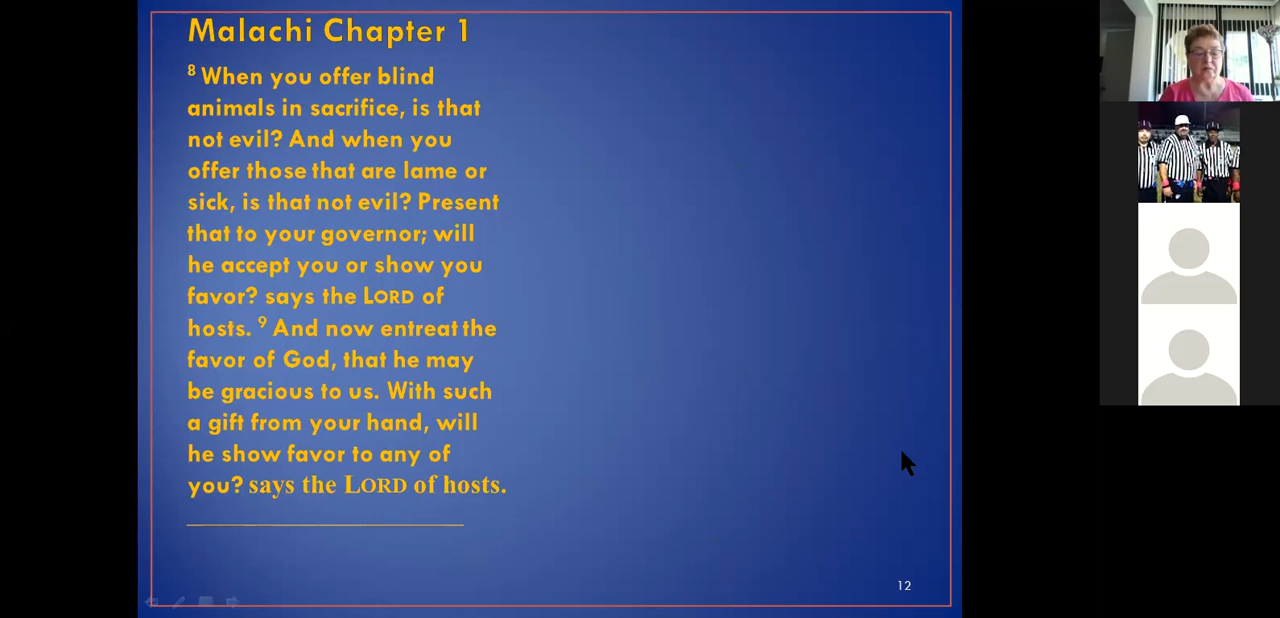 Malachi Chapter 1
8 When you offer blind
animals in sacrifice, is that
not evil? And when you
offer those that are lame or
sick, is that not evil? Present
that to your governor; will
he accept you or show you
favor? says the LORD of
hosts. 9 And now entreat the
favor of God, that he may
be gracious to us. With such
a gift from your hand, will
he show favor to any of
you? says the LORD of hosts.
12